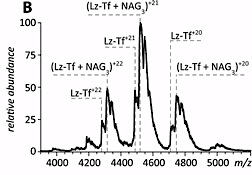 B
(Lz-Tf + NAG₃)⁺²¹
Lz-Tf⁺²¹
Lz-Tf⁺²⁰
(Lz-Tf + NAG₃)⁺²²
(Lz-Tf + NAG₃)⁺²⁰
Lz-Tf⁺²²
relative abundance
100
75
50
25
0
4000 4200 4400 4600 4800 5000 m/z